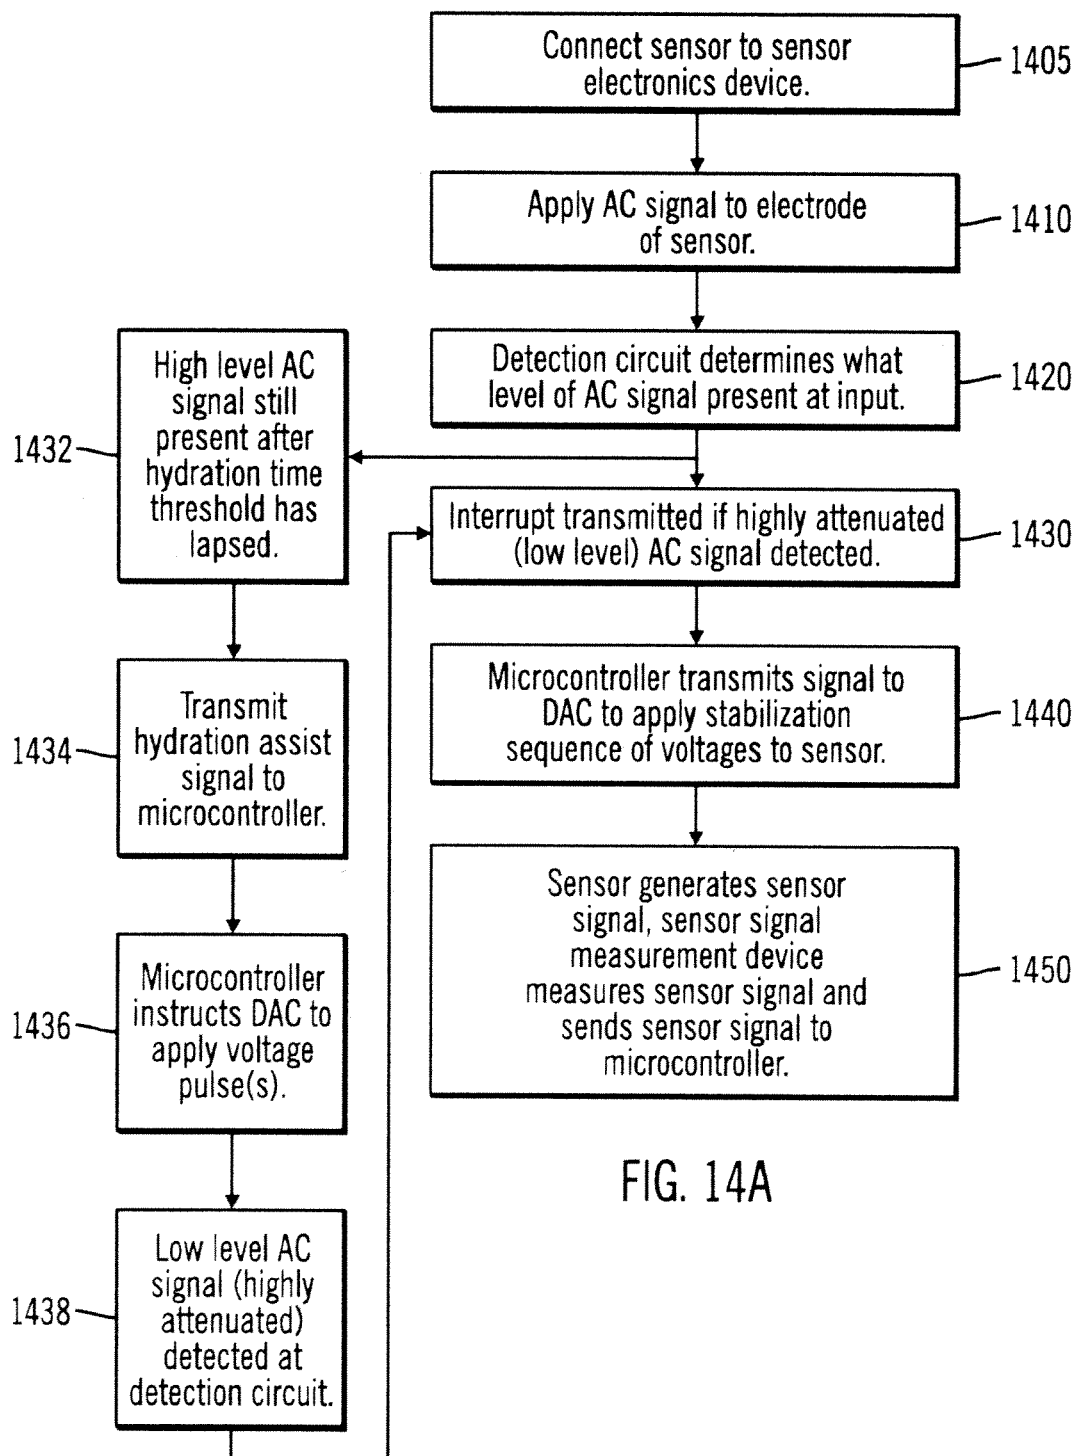 Connect sensor to sensor
electronics device.
1405
Apply AC signal to electrode
of sensor.
1410
Detection circuit determines what
level of AC signal present at input.
1420
High level AC
signal still
present after
hydration time
threshold has
lapsed.
1432
Interrupt transmitted if highly attenuated
(low level) AC signal detected.
1430
Transmit
hydration assist
signal to
microcontroller.
1434
Microcontroller transmits signal to
DAC to apply stabilization
sequence of voltages to sensor.
1440
Microcontroller
instructs DAC to
apply voltage
pulse(s).
1436
Sensor generates sensor
signal, sensor signal
measurement device
measures sensor signal and
sends sensor signal to
microcontroller.
1450
Low level AC
signal (highly
attenuated)
detected at
detection circuit.
1438
FIG. 14A